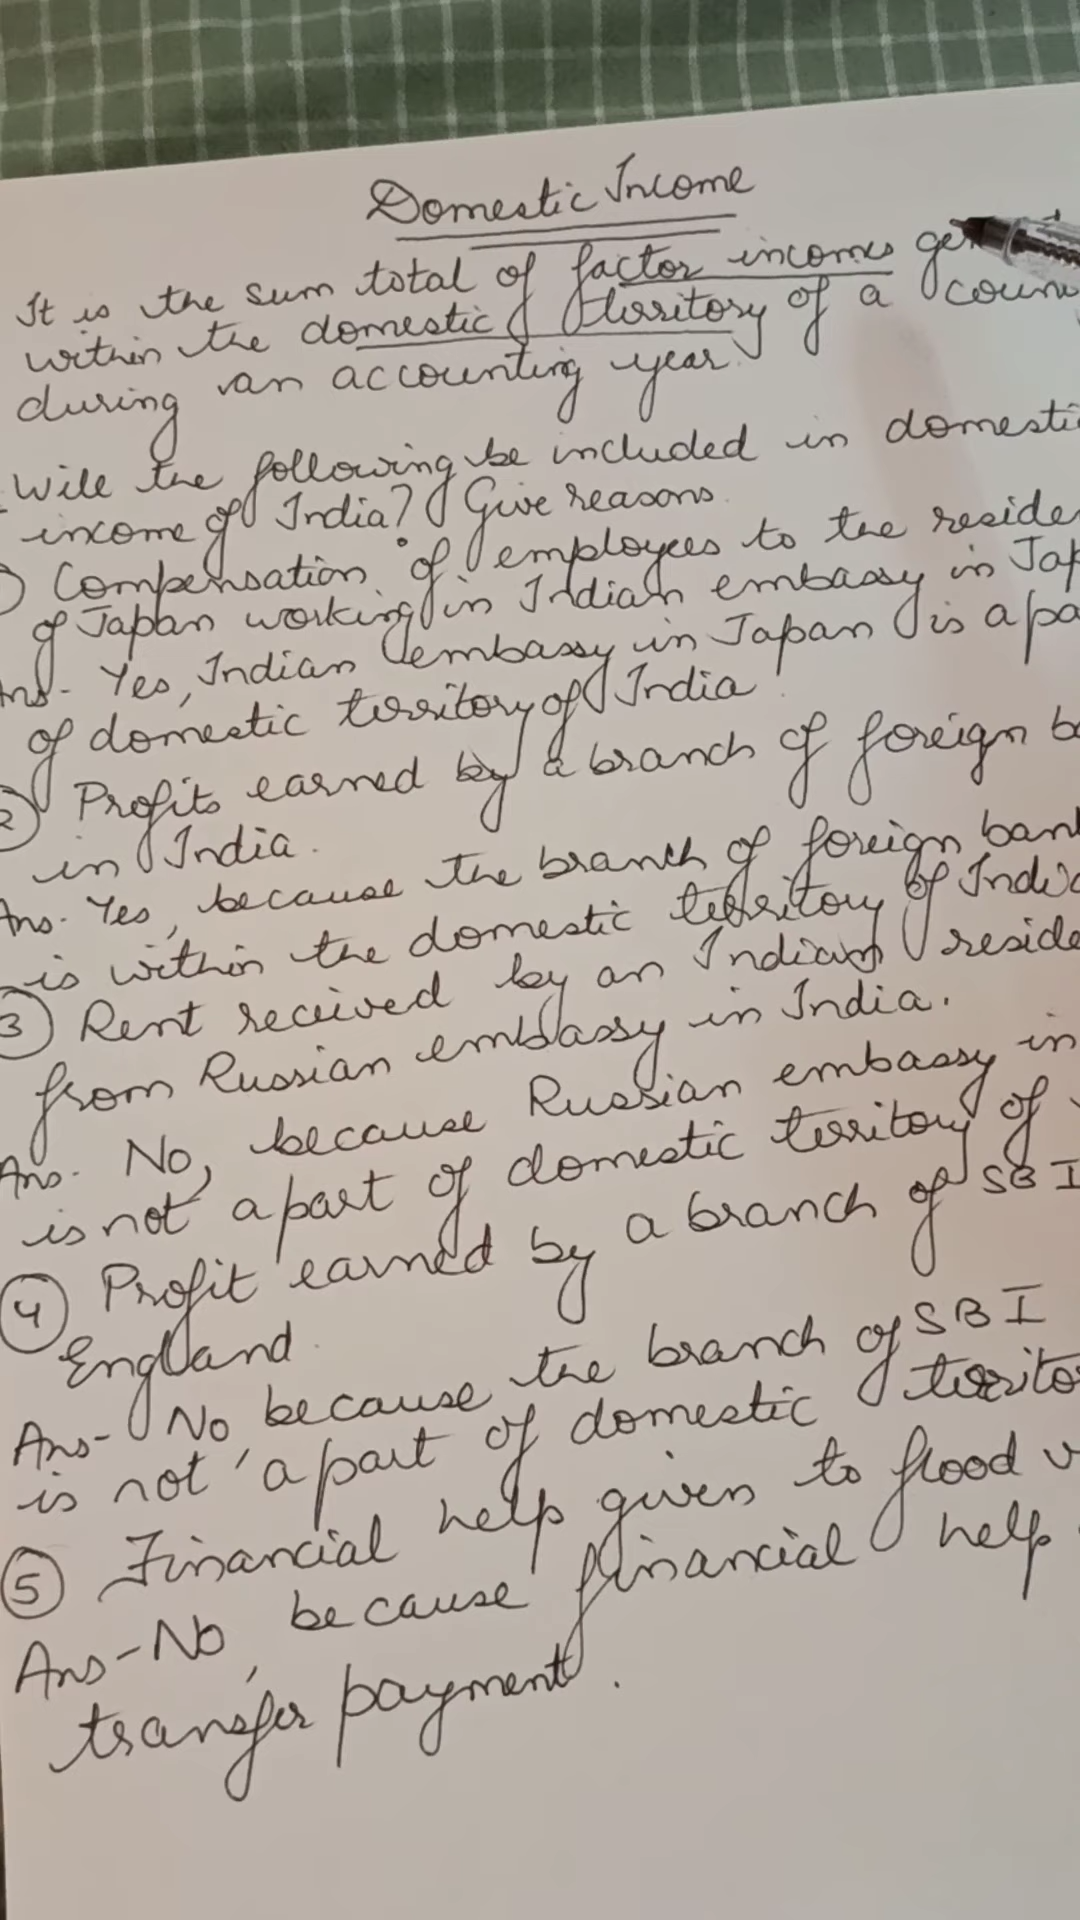 Domestic Income
It is the sum total of factor incomes gen
within the domestic territory of a coun
during an accounting year.
Will the following be included in domesti
income of India? Give reasons.
Compensation of employees to the reside
of Japan working in Indian embassy in Jap
Ans- Yes, Indian embassy in Japan is a pa
of domestic territory of India
2 Profits earned by a branch of foreign ba
in India.
Ans. Yes, because the branch of foreign bank
is within the domestic territory of India
3 Rent received by an Indian reside
from Russian embassy in India.
Ans- No, because Russian embassy in
is not a part of domestic territory of
4 Profit earned by a branch of SBI
England
Ans- No because, the branch of SBI
is not a part of domestic territo
5 Financial help given to flood v
Ans- No, because financial help
transfer payment.